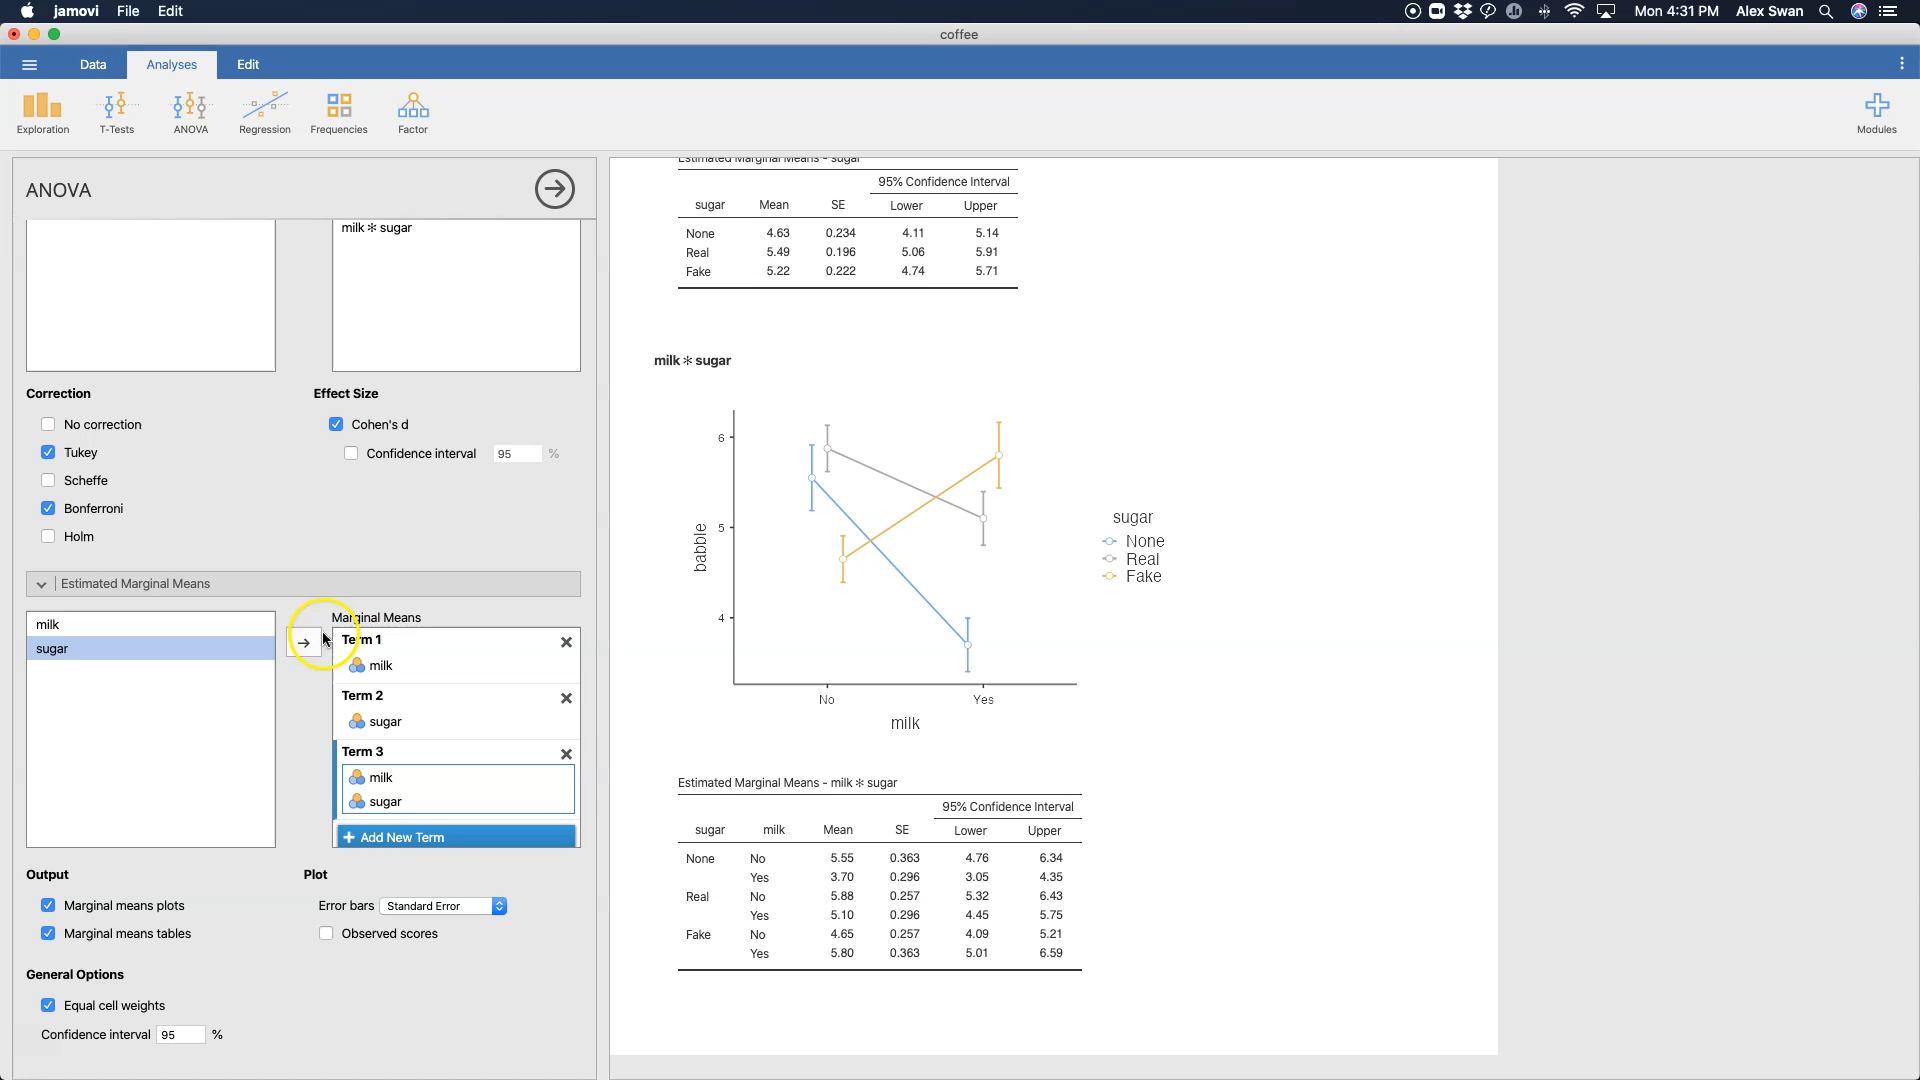 jamovi File Edit
Mon 4:31 PM Alex Swan
coffee
Data Analyses Edit
Exploration T-Tests ANOVA Regression Frequencies Factor Modules
ANOVA
milk ✻ sugar
Correction
No correction
Tukey
Scheffe
Bonferroni
Holm
Effect Size
Cohen's d
Confidence interval 95 %
Estimated Marginal Means
milk
sugar
Marginal Means
Term 1
milk
Term 2
sugar
Term 3
milk
sugar
+ Add New Term
Output
Marginal means plots
Marginal means tables
Plot
Error bars Standard Error
Observed scores
General Options
Equal cell weights
Confidence interval 95 %
Estimated Marginal Means - sugar
95% Confidence Interval
sugar Mean SE Lower Upper
None 4.63 0.234 4.11 5.14
Real 5.49 0.196 5.06 5.91
Fake 5.22 0.222 4.74 5.71
milk ✻ sugar
6
5
4
babble
No Yes
milk
sugar
None
Real
Fake
Estimated Marginal Means - milk ✻ sugar
95% Confidence Interval
sugar milk Mean SE Lower Upper
None No 5.55 0.363 4.76 6.34
Yes 3.70 0.296 3.05 4.35
Real No 5.88 0.257 5.32 6.43
Yes 5.10 0.296 4.45 5.75
Fake No 4.65 0.257 4.09 5.21
Yes 5.80 0.363 5.01 6.59